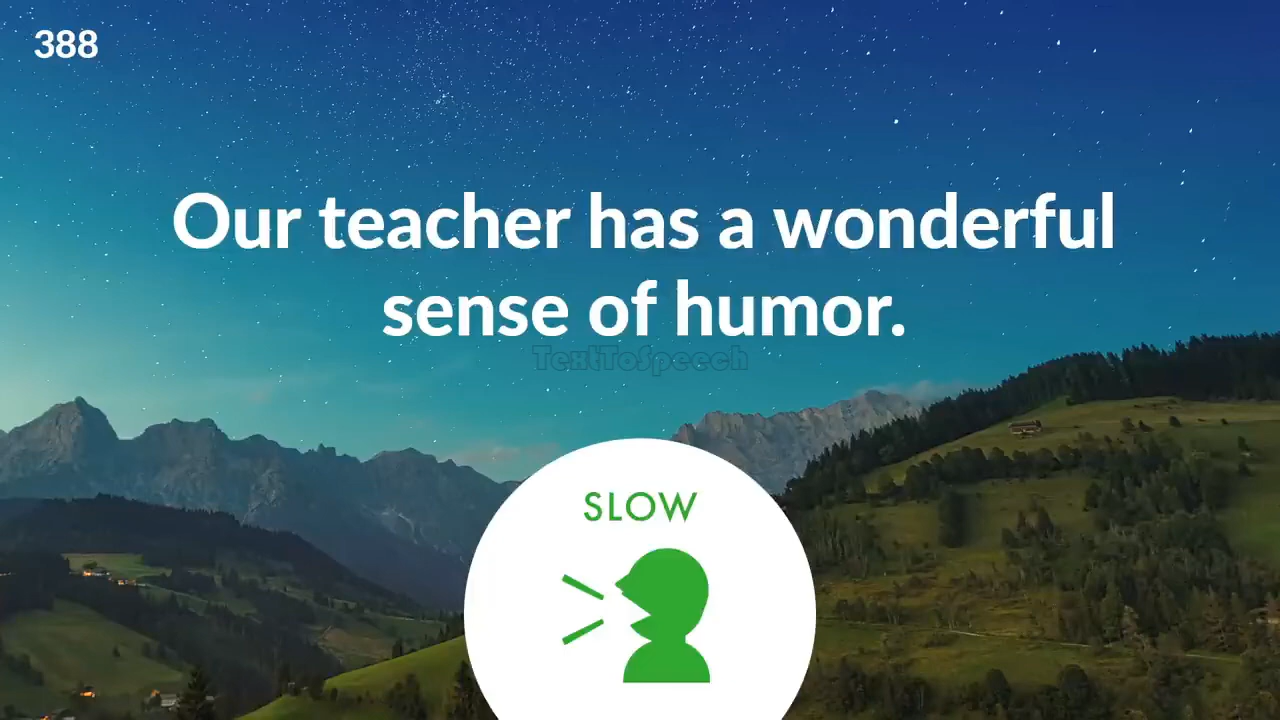 388
Our teacher has a wonderful
sense of humor.
TextToSpeech
SLOW